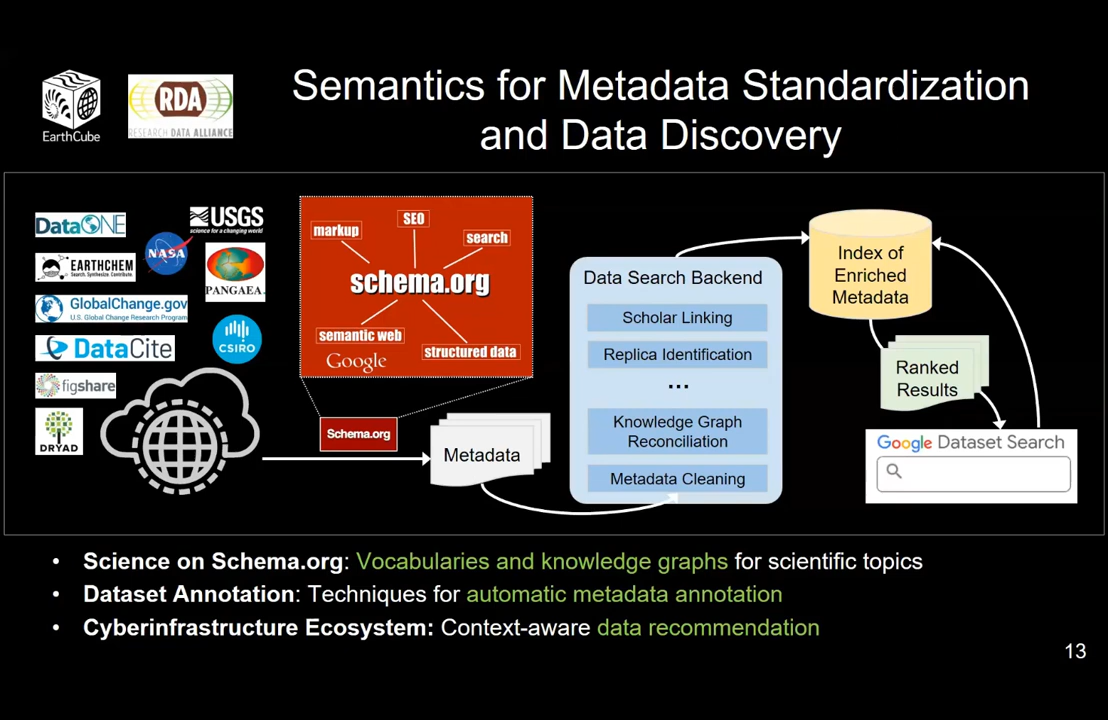 EarthCube
RDA
RESEARCH DATA ALLIANCE
Semantics for Metadata Standardization
and Data Discovery
DataONE
USGS
science for a changing world
NASA
EARTHCHEM
Search. Synthesize. Contribute.
PANGAEA.
GlobalChange.gov
U.S. Global Change Research Program
CSIRO
DataCite
figshare
DRYAD
SEO
markup
search
schema.org
semantic web
structured data
Google
Schema.org
Metadata
Data Search Backend
Scholar Linking
Replica Identification
...
Knowledge Graph
Reconciliation
Metadata Cleaning
Index of
Enriched
Metadata
Ranked
Results
Google Dataset Search
• Science on Schema.org: Vocabularies and knowledge graphs for scientific topics
• Dataset Annotation: Techniques for automatic metadata annotation
• Cyberinfrastructure Ecosystem: Context-aware data recommendation
13